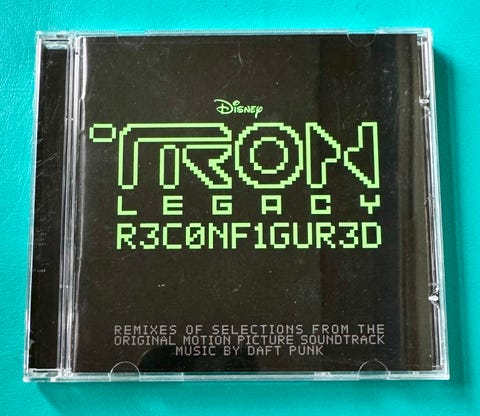 Disney
TRON
LEGACY
R3C0NF1GUR3D
REMIXES OF SELECTIONS FROM THE
ORIGINAL MOTION PICTURE SOUNDTRACK
MUSIC BY DAFT PUNK